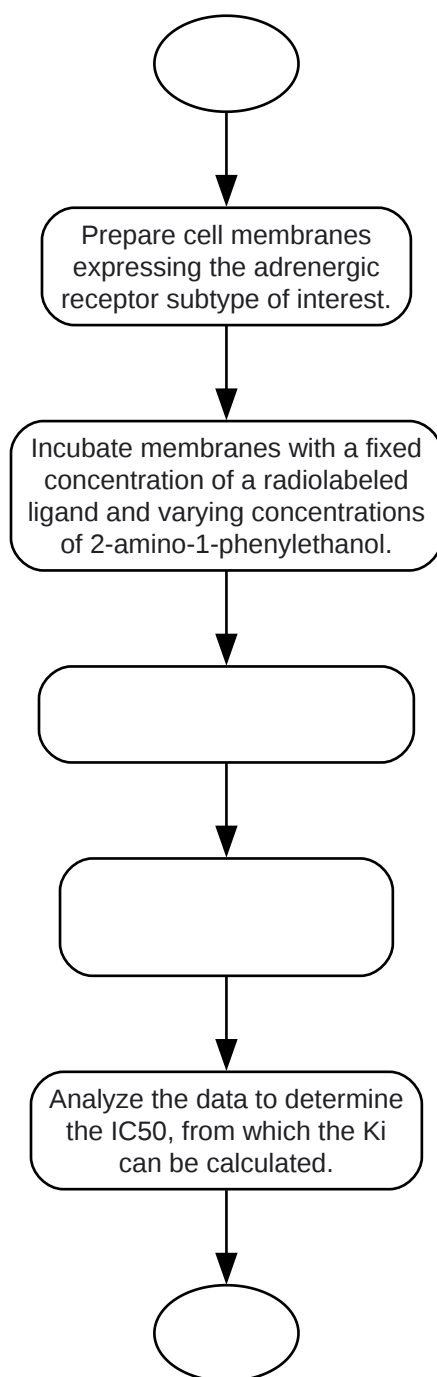 Prepare cell membranes
expressing the adrenergic
receptor subtype of interest.
Incubate membranes with a fixed
concentration of a radiolabeled
ligand and varying concentrations
of 2-amino-1-phenylethanol.
Analyze the data to determine
the IC50, from which the Ki
can be calculated.